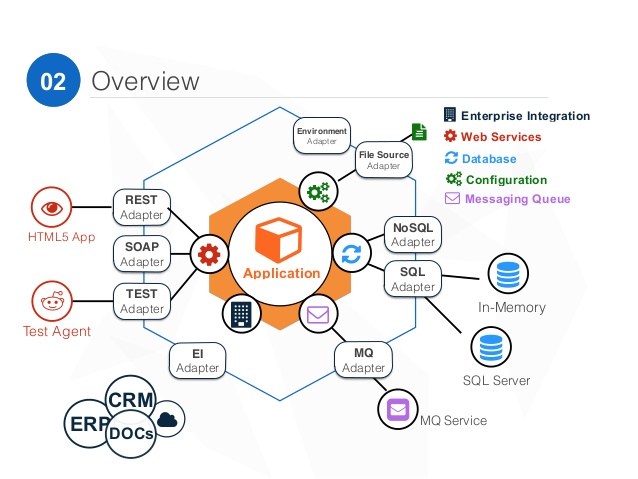 02 Overview
Enterprise Integration
Web Services
Database
Configuration
Messaging Queue
Environment
Adapter
File Source
Adapter
REST
Adapter
HTML5 App
SOAP
Adapter
TEST
Adapter
Test Agent
Application
NoSQL
Adapter
SQL
Adapter
In-Memory
SQL Server
EI
Adapter
MQ
Adapter
MQ Service
CRM
ERP
DOCs